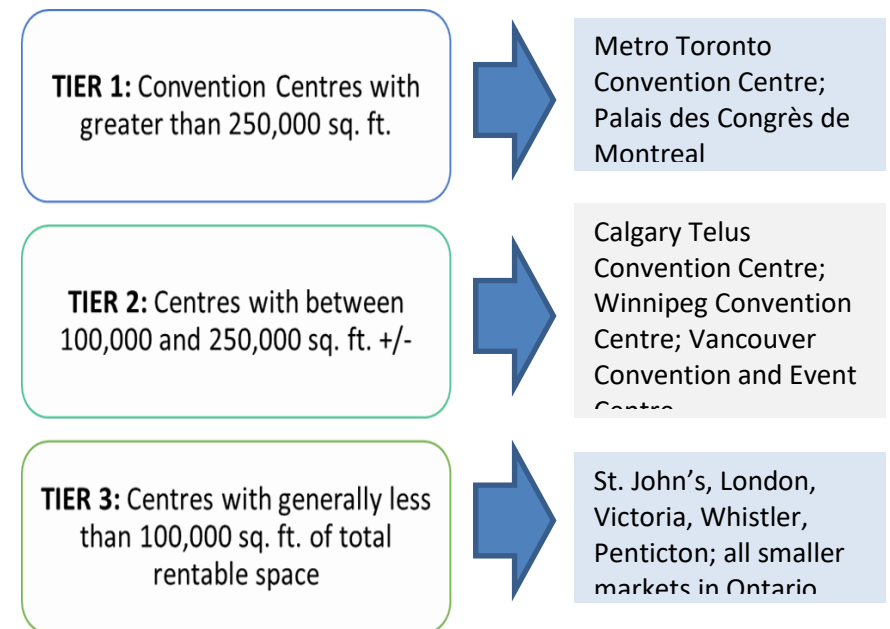 TIER 1: Convention Centres with
greater than 250,000 sq. ft.
Metro Toronto
Convention Centre;
Palais des Congrès de
Montreal
TIER 2: Centres with between
100,000 and 250,000 sq. ft. +/-
Calgary Telus
Convention Centre;
Winnipeg Convention
Centre; Vancouver
Convention and Event
Centre
TIER 3: Centres with generally less
than 100,000 sq. ft. of total
rentable space
St. John’s, London,
Victoria, Whistler,
Penticton; all smaller
markets in Ontario